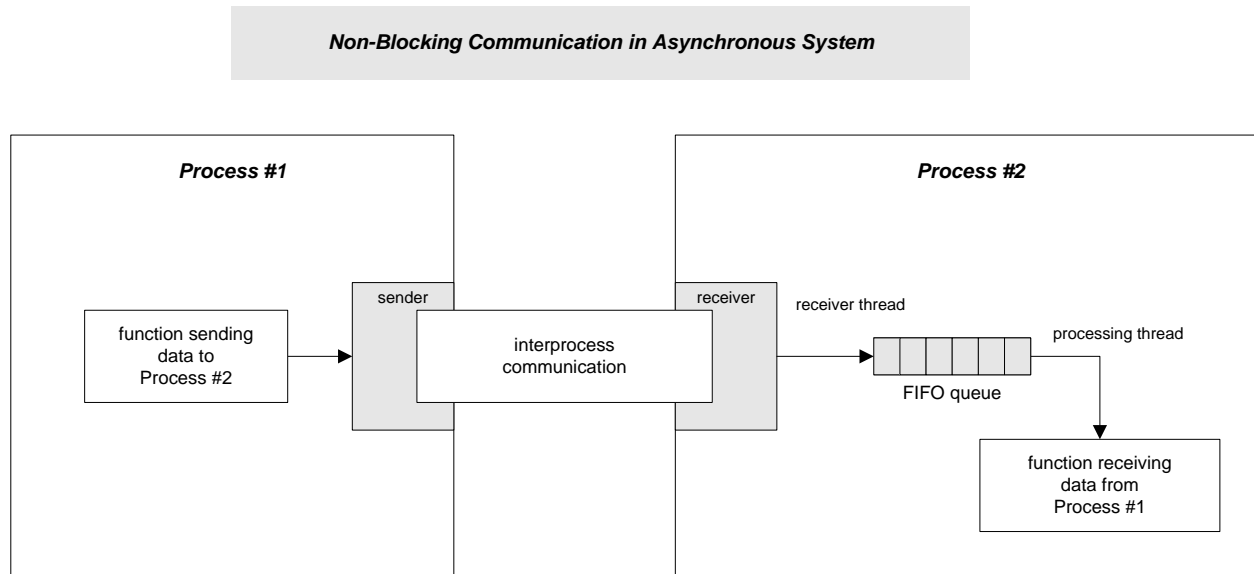 Non-Blocking Communication in Asynchronous System
Process #1
Process #2
sender
receiver
receiver thread
function sending
data to
Process #2
interprocess
communication
processing thread
FIFO queue
function receiving
data from
Process #1